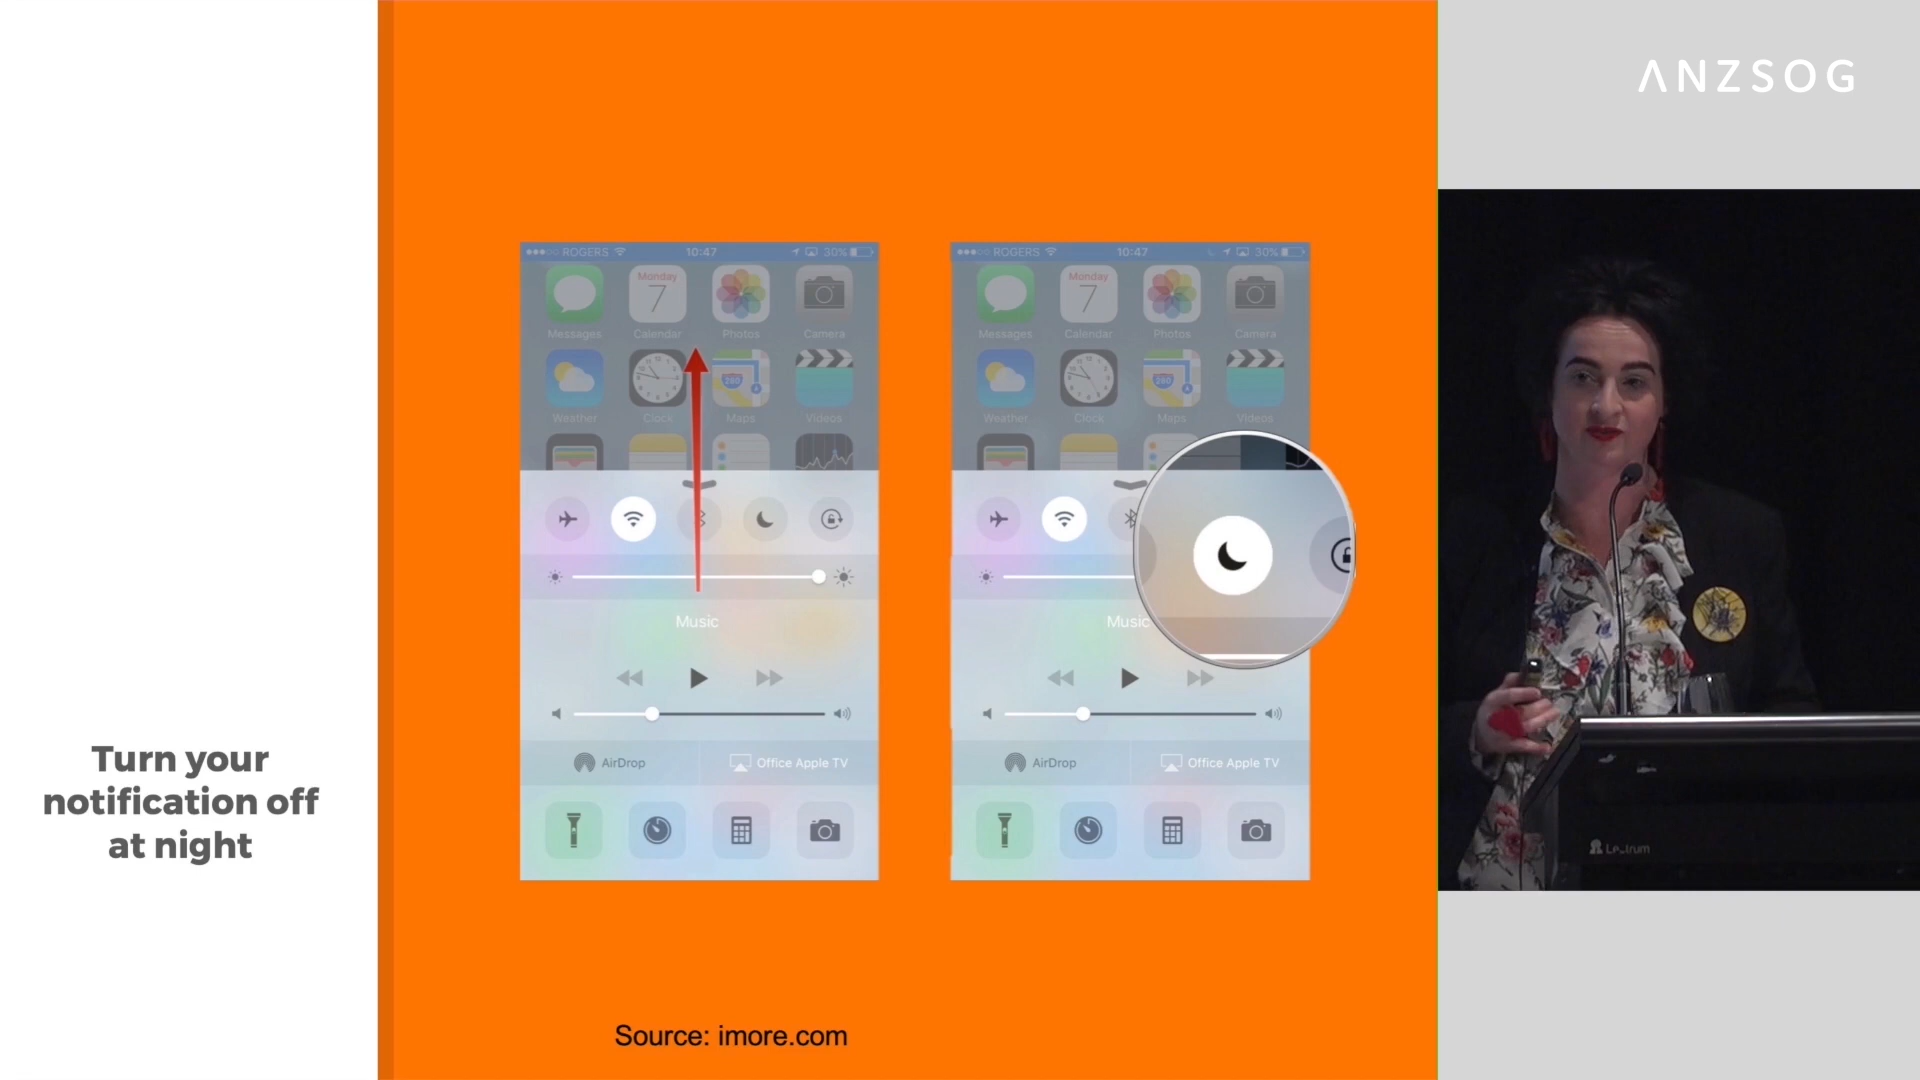 ANZSOG
Turn your
notification off
at night
ROGERS 10:47 30%
Monday
7
Messages Calendar Photos Camera
280
Weather Clock Maps Videos
Music
AirDrop Office Apple TV
ROGERS 10:47 30%
Monday
7
Messages Calendar Photos Camera
280
Weather Clock Maps Videos
Music
AirDrop Office Apple TV
Source: imore.com